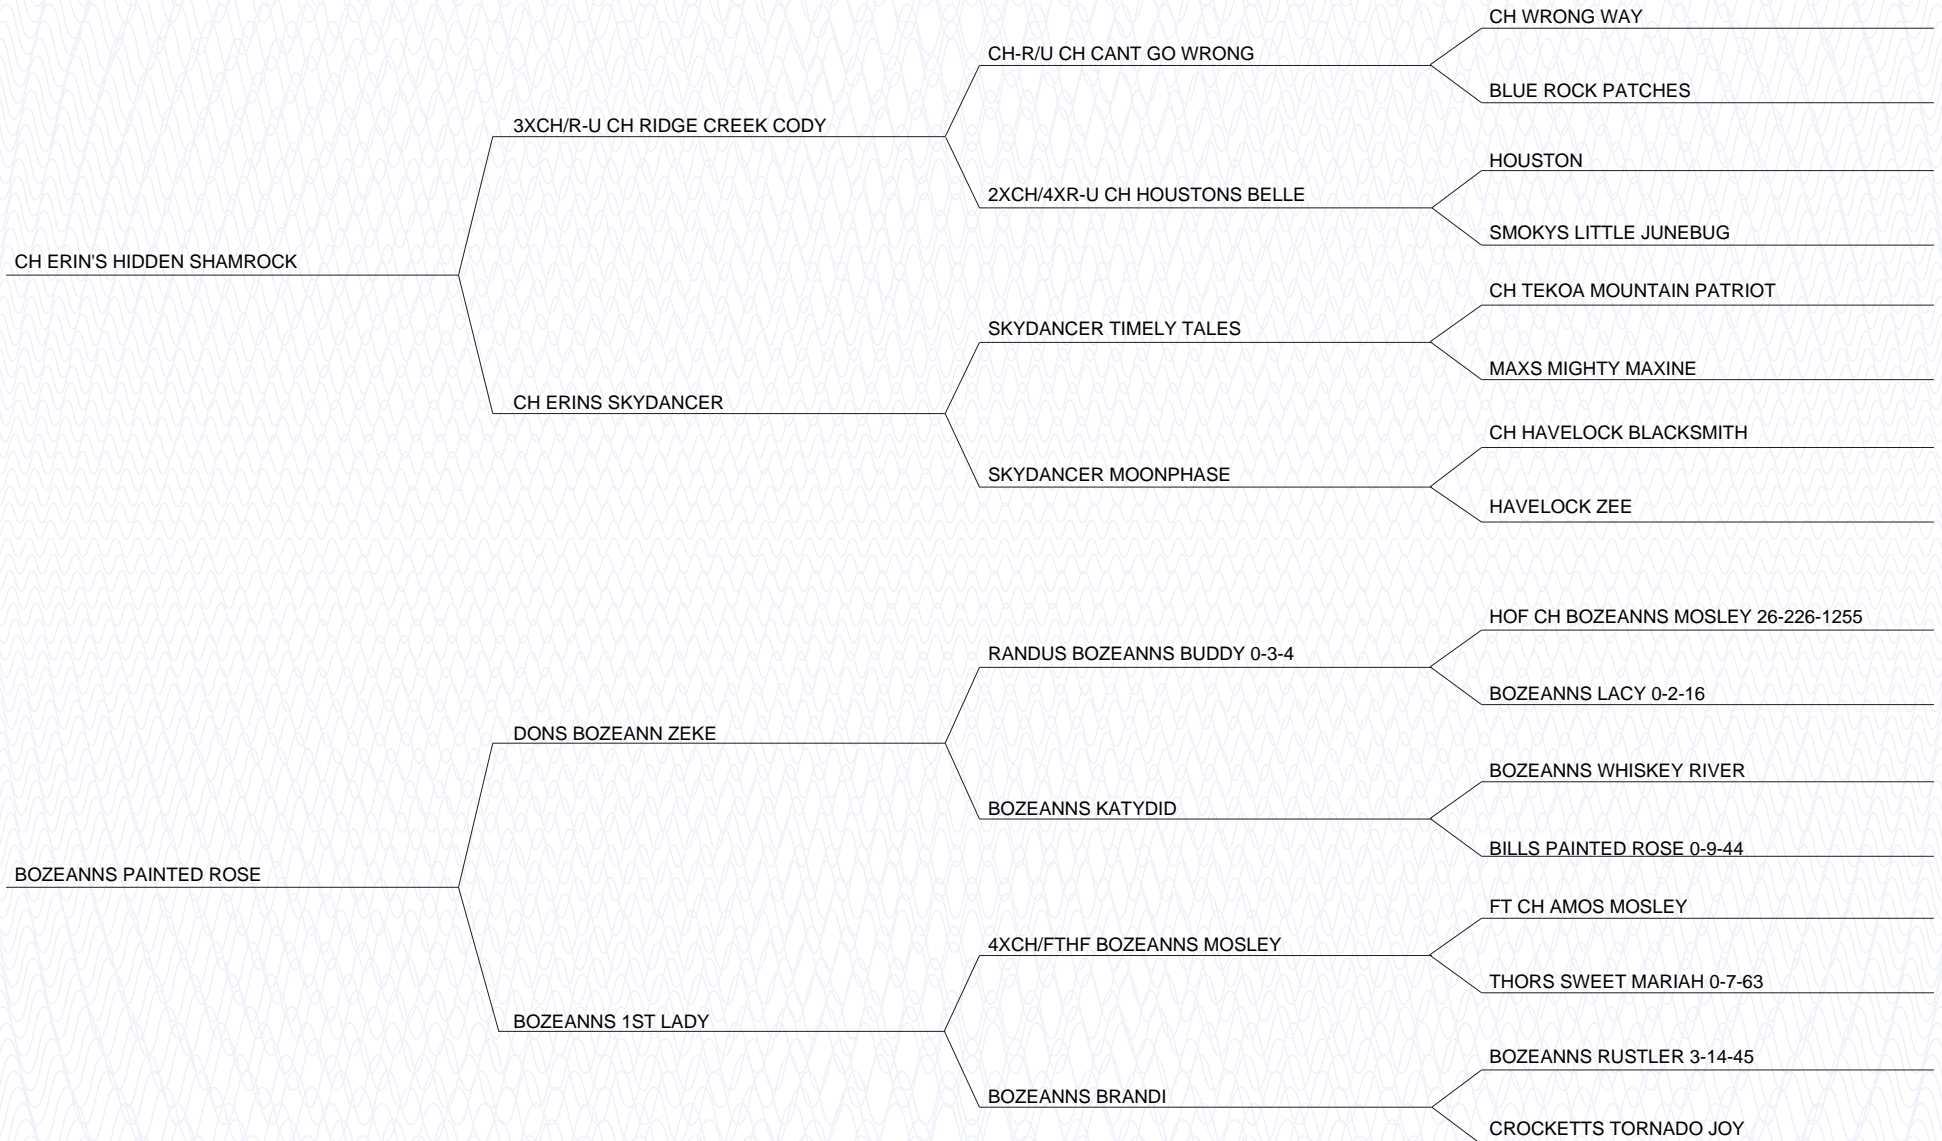 CH WRONG WAY
CH-R/U CH CANT GO WRONG
BLUE ROCK PATCHES
3XCH/R-U CH RIDGE CREEK CODY
HOUSTON
2XCH/4XR-U CH HOUSTONS BELLE
SMOKYS LITTLE JUNEBUG
CH ERIN'S HIDDEN SHAMROCK
CH TEKOA MOUNTAIN PATRIOT
SKYDANCER TIMELY TALES
MAXS MIGHTY MAXINE
CH ERINS SKYDANCER
CH HAVELOCK BLACKSMITH
SKYDANCER MOONPHASE
HAVELOCK ZEE
HOF CH BOZEANNS MOSLEY 26-226-1255
RANDUS BOZEANNS BUDDY 0-3-4
BOZEANNS LACY 0-2-16
DONS BOZEANN ZEKE
BOZEANNS WHISKEY RIVER
BOZEANNS KATYDID
BILLS PAINTED ROSE 0-9-44
BOZEANNS PAINTED ROSE
FT CH AMOS MOSLEY
4XCH/FTHF BOZEANNS MOSLEY
THORS SWEET MARIAH 0-7-63
BOZEANNS 1ST LADY
BOZEANNS RUSTLER 3-14-45
BOZEANNS BRANDI
CROCKETTS TORNADO JOY